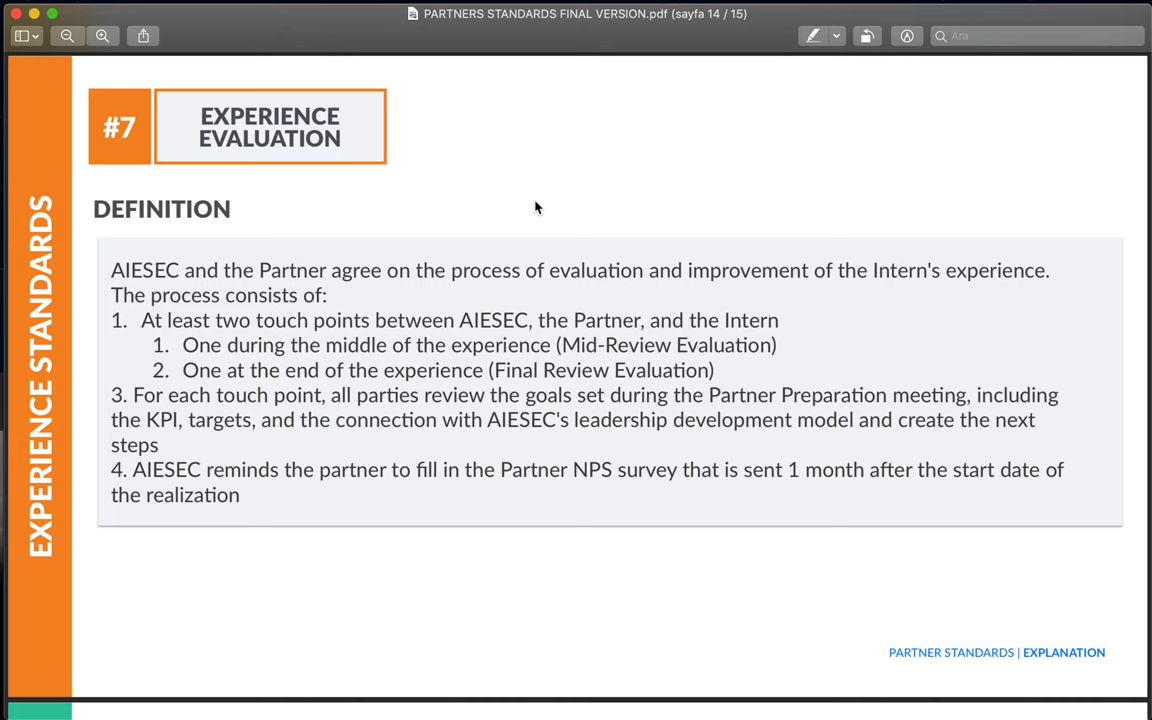 PARTNERS STANDARDS FINAL VERSION.pdf (sayfa 14 / 15)
Ara
EXPERIENCE STANDARDS
#7
EXPERIENCE
EVALUATION
DEFINITION
AIESEC and the Partner agree on the process of evaluation and improvement of the Intern's experience.
The process consists of:
1. At least two touch points between AIESEC, the Partner, and the Intern
1. One during the middle of the experience (Mid-Review Evaluation)
2. One at the end of the experience (Final Review Evaluation)
3. For each touch point, all parties review the goals set during the Partner Preparation meeting, including
the KPI, targets, and the connection with AIESEC's leadership development model and create the next
steps
4. AIESEC reminds the partner to fill in the Partner NPS survey that is sent 1 month after the start date of
the realization
PARTNER STANDARDS | EXPLANATION